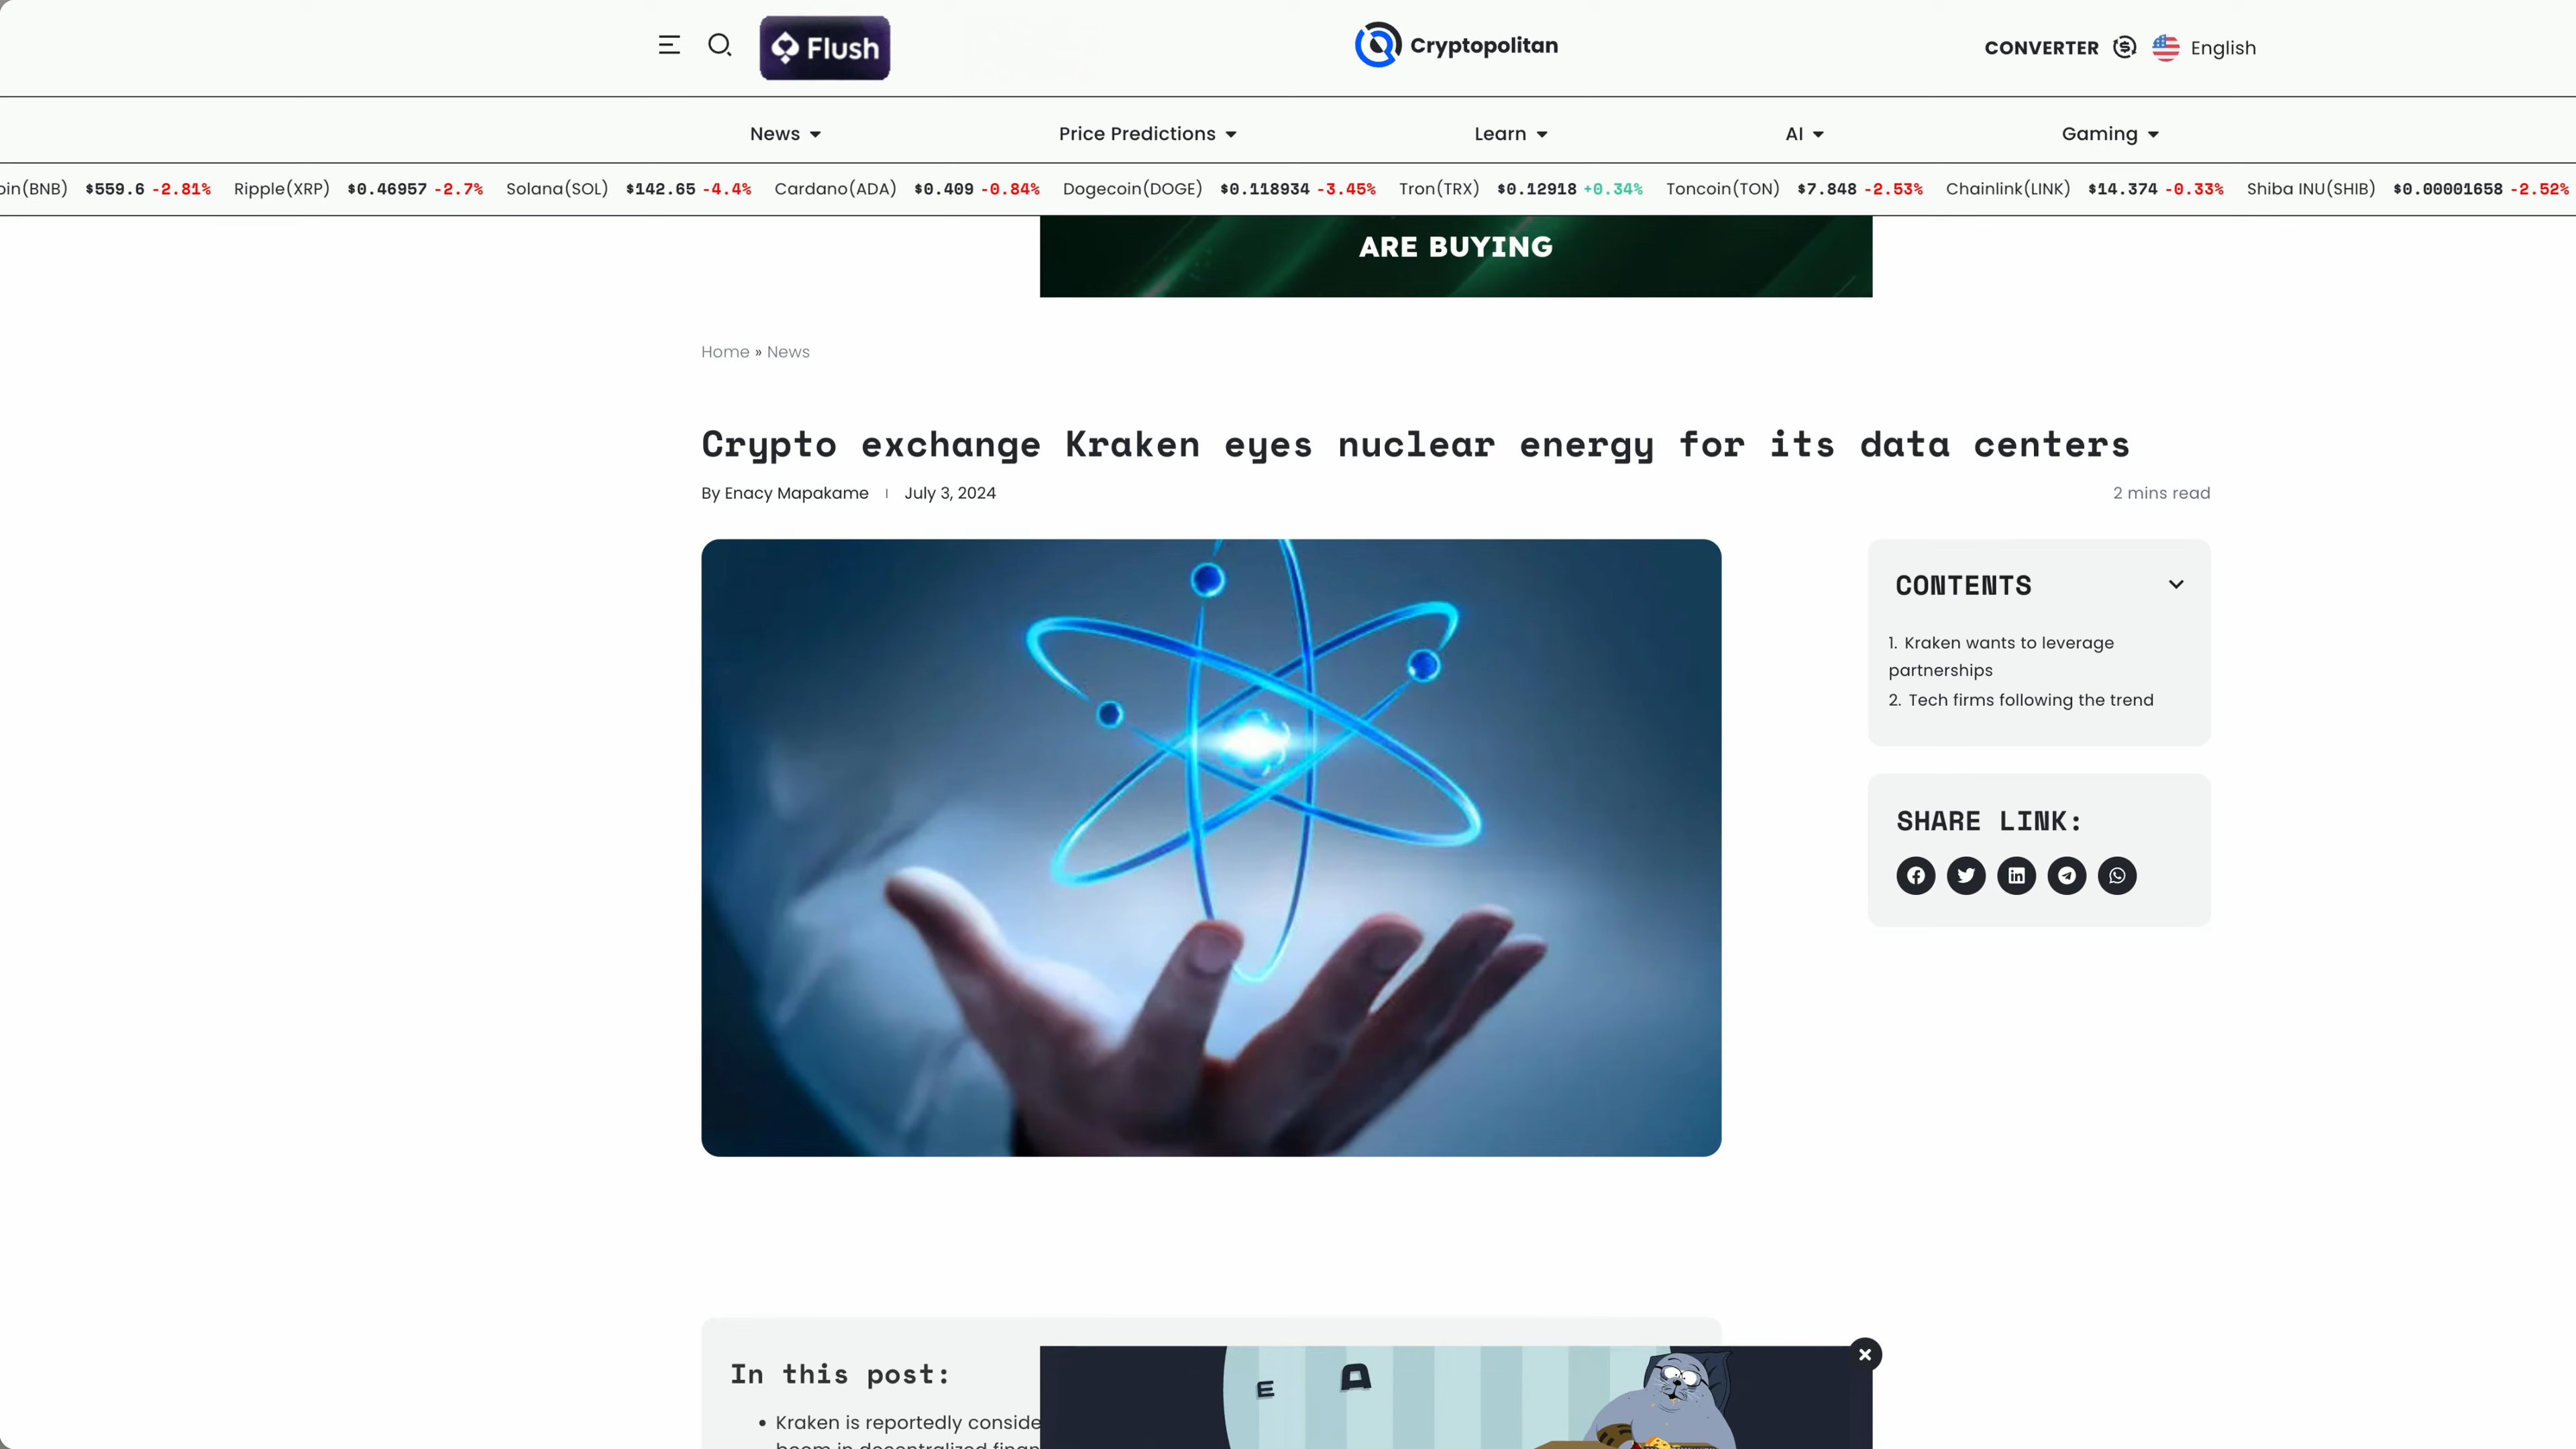 Flush
Cryptopolitan
CONVERTER
English
News
Price Predictions
Learn
AI
Gaming
(BNB) $559.6 -2.81% Ripple(XRP) $0.46957 -2.7% Solana(SOL) $142.65 -4.4% Cardano(ADA) $0.409 -0.84% Dogecoin(DOGE) $0.118934 -3.45% Tron(TRX) $0.12918 +0.34% Toncoin(TON) $7.848 -2.53% Chainlink(LINK) $14.374 -0.33% Shiba INU(SHIB) $0.00001658 -2.52%
ARE BUYING
Home » News
Crypto exchange Kraken eyes nuclear energy for its data centers
By Enacy Mapakame | July 3, 2024
2 mins read
CONTENTS
1. Kraken wants to leverage
partnerships
2. Tech firms following the trend
SHARE LINK:
In this post:
• Kraken is reportedly conside
E